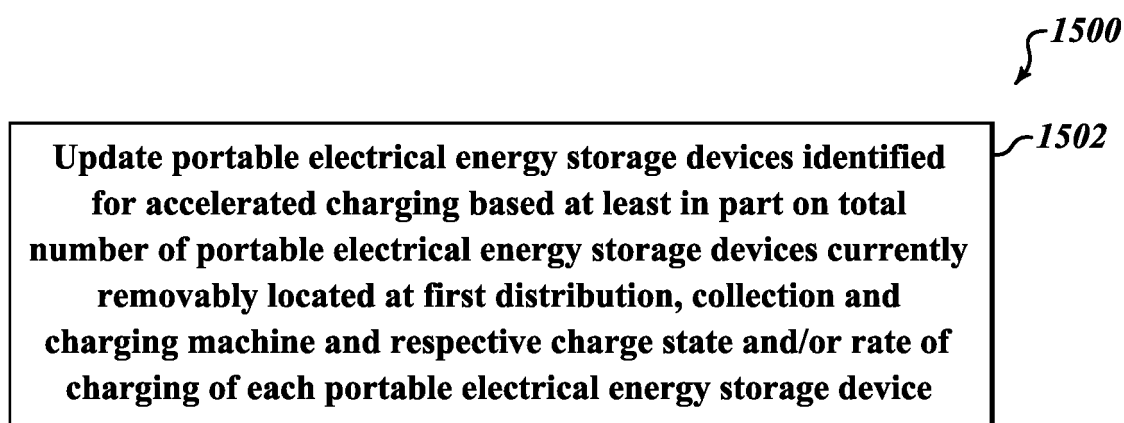 1500
1502
Update portable electrical energy storage devices identified
for accelerated charging based at least in part on total
number of portable electrical energy storage devices currently
removably located at first distribution, collection and
charging machine and respective charge state and/or rate of
charging of each portable electrical energy storage device